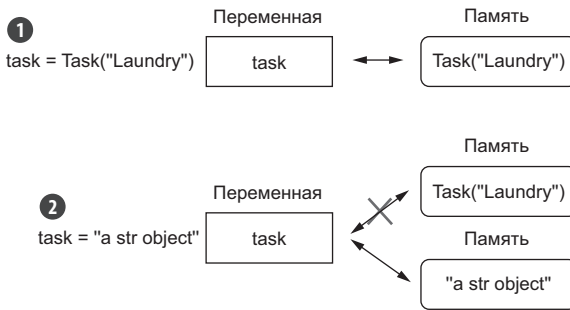 1
Переменная
Память
task = Task("Laundry")
task
Task("Laundry")
2
Переменная
Память
Task("Laundry")
task = "a str object"
task
Память
"a str object"